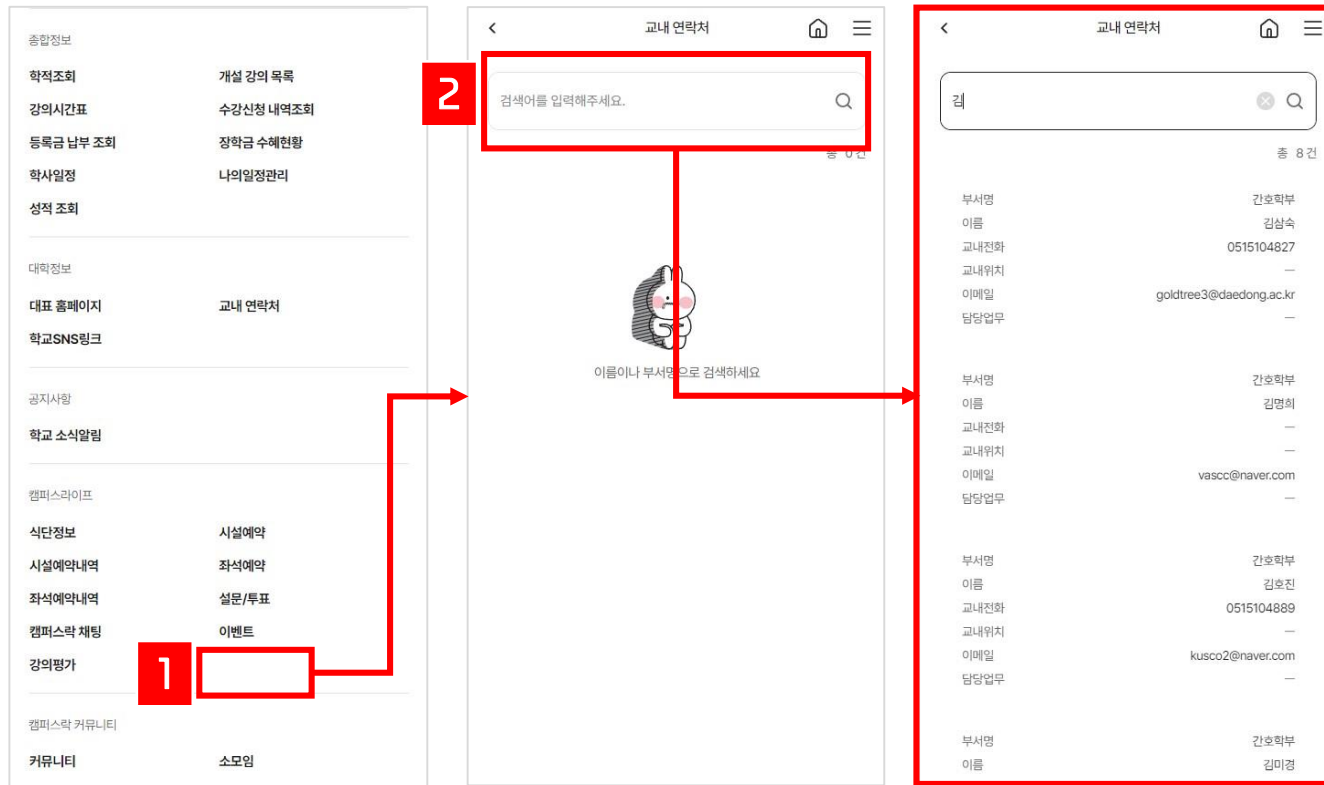 종합정보
학적조회 개설 강의 목록
강의시간표 수강신청 내역조회
등록금 납부 조회 장학금 수혜현황
학사일정 나의일정관리
성적 조회
대학정보
대표 홈페이지 교내 연락처
학교SNS링크
공지사항
학교 소식알림
캠퍼스라이프
식단정보 시설예약
시설예약내역 좌석예약
좌석예약내역 설문/투표
캠퍼스락 채팅 이벤트
강의평가
1
캠퍼스락 커뮤니티
커뮤니티 소모임
교내 연락처
2
검색어를 입력해주세요.
총 0건
이름이나 부서명으로 검색하세요
교내 연락처
김
총 8건
부서명 간호학부
이름 김삼숙
교내전화 0515104827
교내위치 —
이메일 goldtree3@daedong.ac.kr
담당업무 —
부서명 간호학부
이름 김명희
교내전화 —
교내위치 —
이메일 vascc@naver.com
담당업무 —
부서명 간호학부
이름 김호진
교내전화 0515104889
교내위치 —
이메일 kusco2@naver.com
담당업무 —
부서명 간호학부
이름 김미경